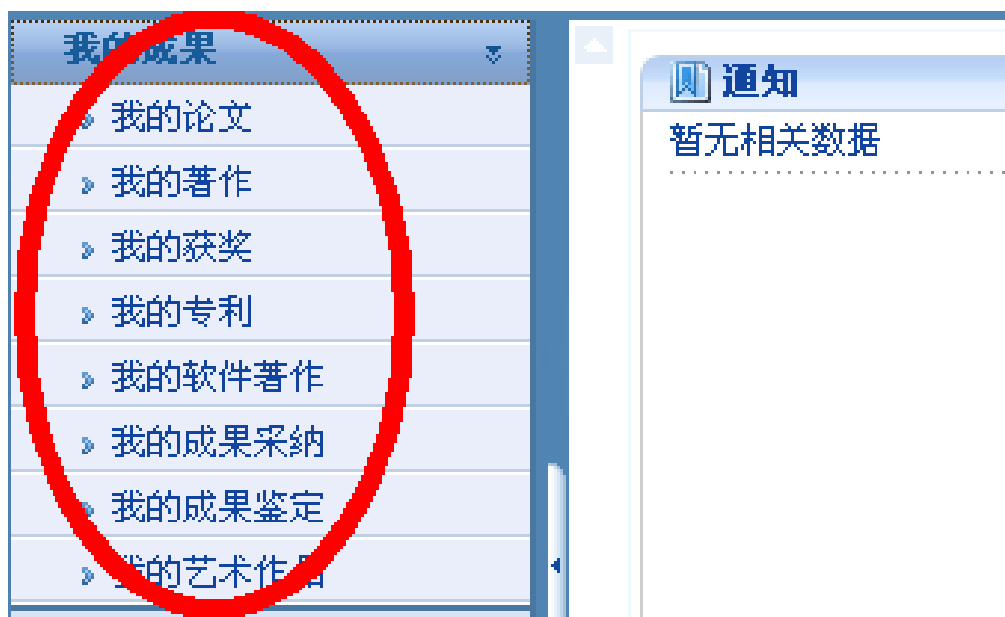 我的成果
我的论文
我的著作
我的获奖
我的专利
我的软件著作
我的成果采纳
我的成果鉴定
我的艺术作品
通知
暂无相关数据